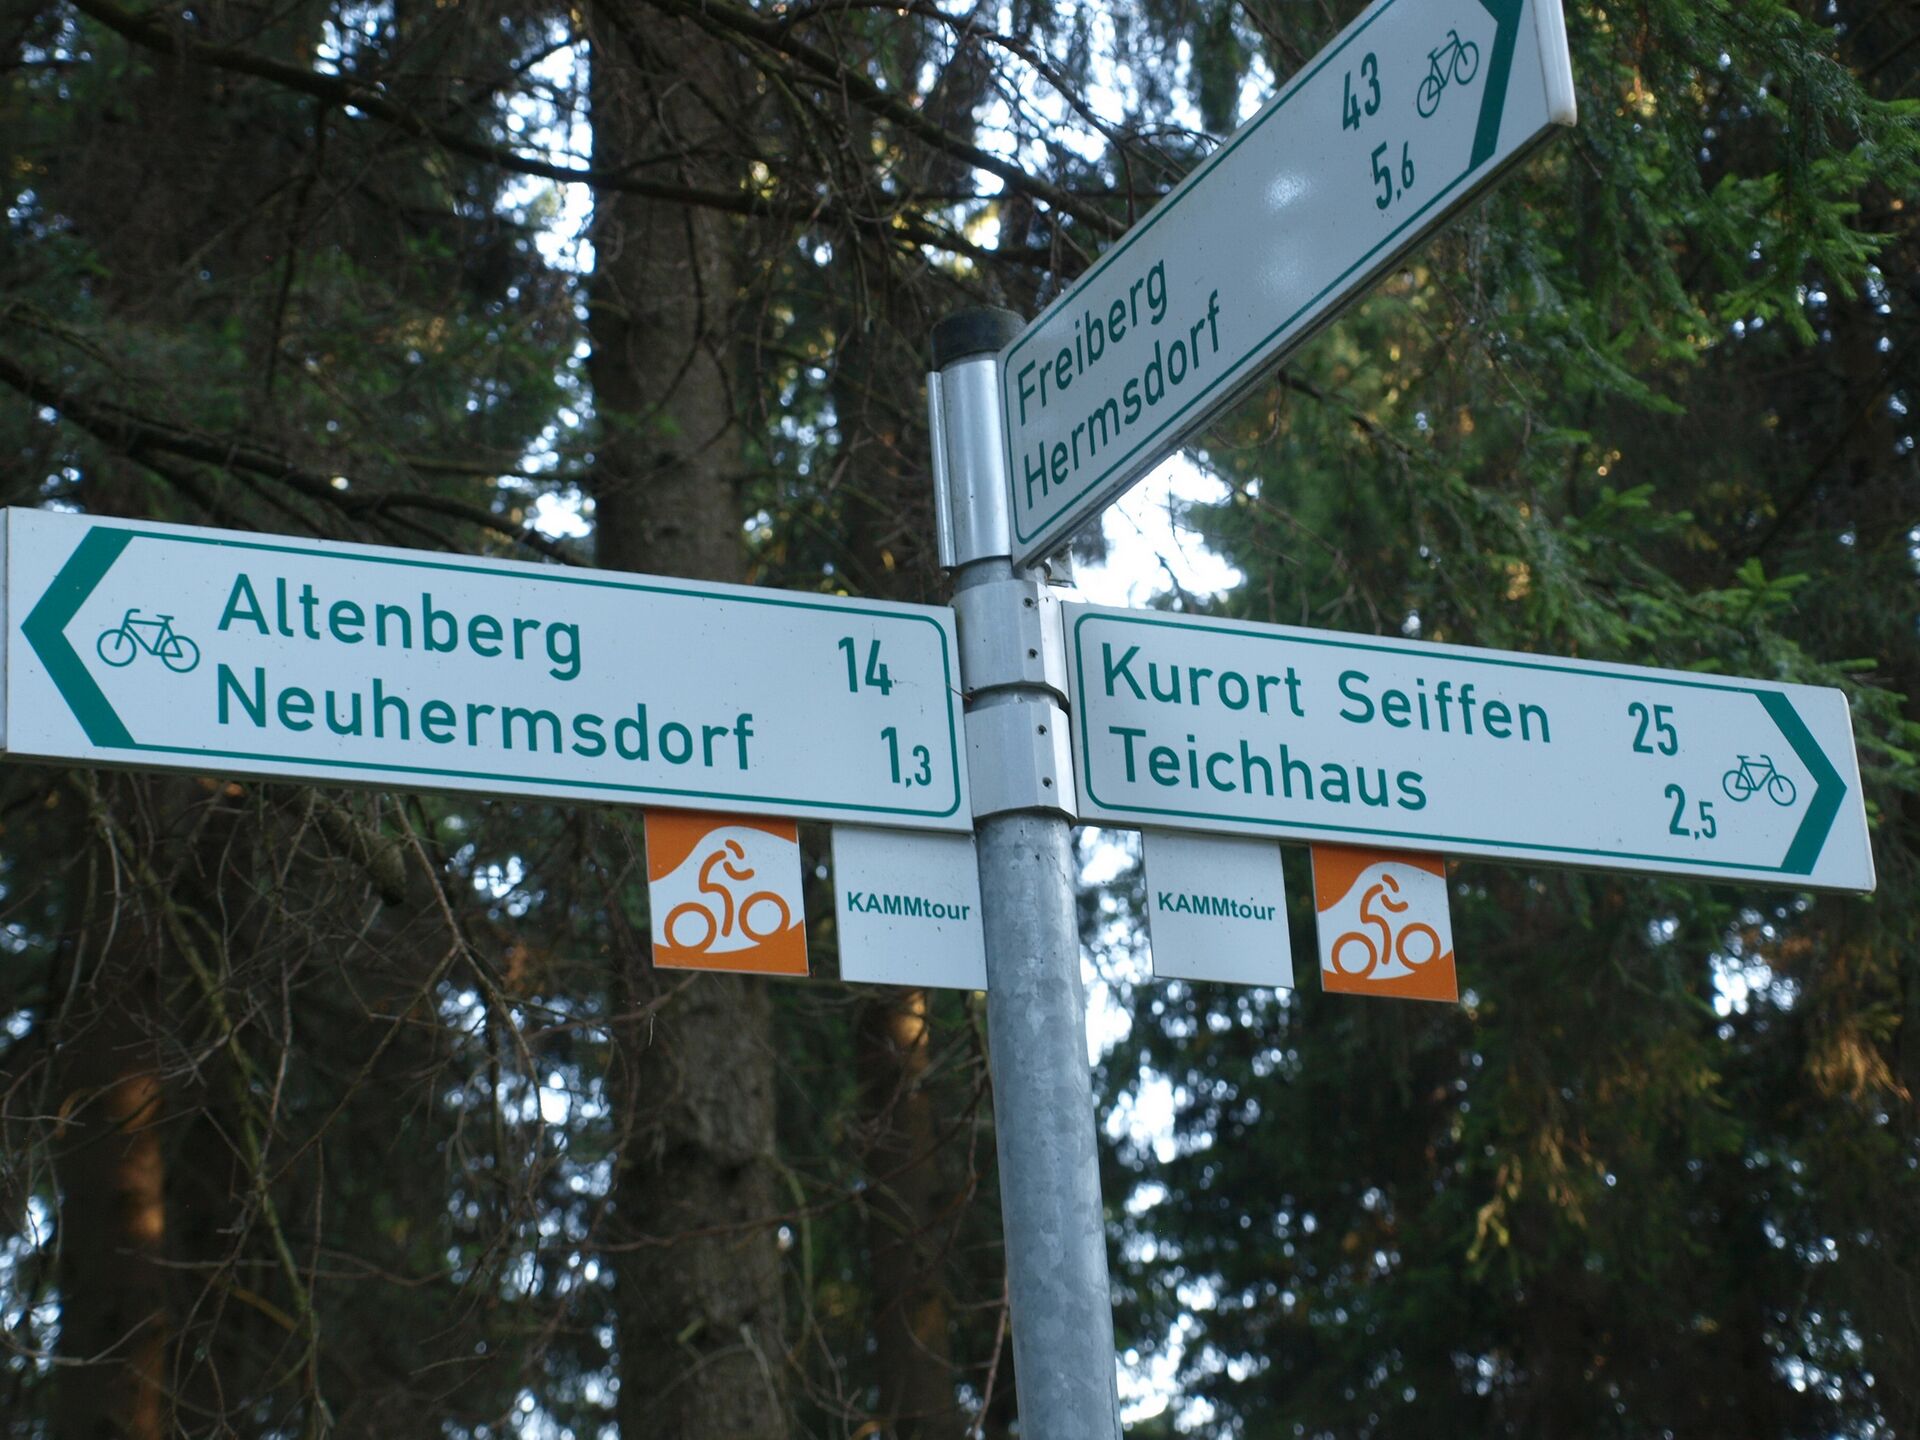 Freiberg 43
Hermsdorf 5,6
Altenberg 14
Neuhermsdorf 1,3
Kurort Seiffen 25
Teichhaus 2,5
KAMMtour
KAMMtour